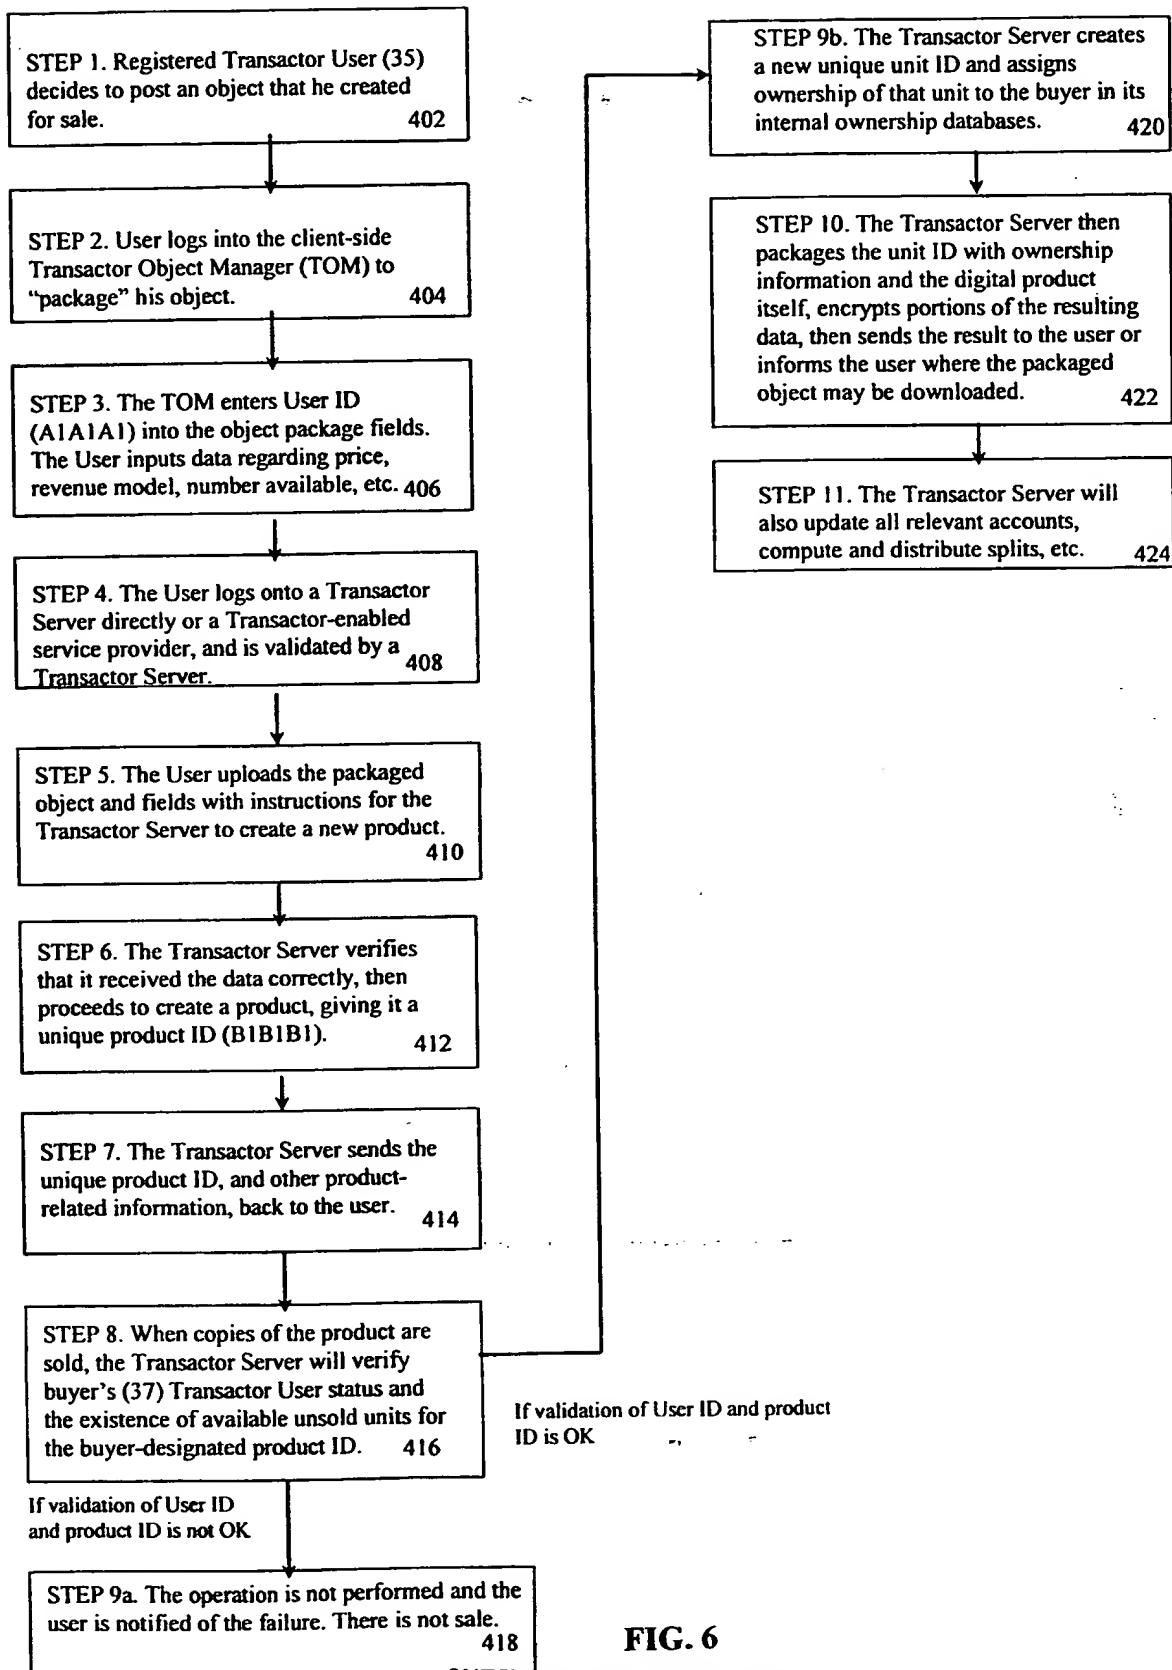 STEP 1. Registered Transactor User (35)
decides to post an object that he created
for sale. 402
STEP 2. User logs into the client-side
Transactor Object Manager (TOM) to
“package” his object. 404
STEP 3. The TOM enters User ID
(A1A1A1) into the object package fields.
The User inputs data regarding price,
revenue model, number available, etc. 406
STEP 4. The User logs onto a Transactor
Server directly or a Transactor-enabled
service provider, and is validated by a
Transactor Server. 408
STEP 5. The User uploads the packaged
object and fields with instructions for the
Transactor Server to create a new product.
410
STEP 6. The Transactor Server verifies
that it received the data correctly, then
proceeds to create a product, giving it a
unique product ID (B1B1B1). 412
STEP 7. The Transactor Server sends the
unique product ID, and other product-
related information, back to the user. 414
STEP 8. When copies of the product are
sold, the Transactor Server will verify
buyer's (37) Transactor User status and
the existence of available unsold units for
the buyer-designated product ID. 416
If validation of User ID and product
ID is OK
If validation of User ID
and product ID is not OK
STEP 9a. The operation is not performed and the
user is notified of the failure. There is not sale.
418
STEP 9b. The Transactor Server creates
a new unique unit ID and assigns
ownership of that unit to the buyer in its
internal ownership databases. 420
STEP 10. The Transactor Server then
packages the unit ID with ownership
information and the digital product
itself, encrypts portions of the resulting
data, then sends the result to the user or
informs the user where the packaged
object may be downloaded. 422
STEP 11. The Transactor Server will
also update all relevant accounts,
compute and distribute splits, etc. 424
FIG. 6